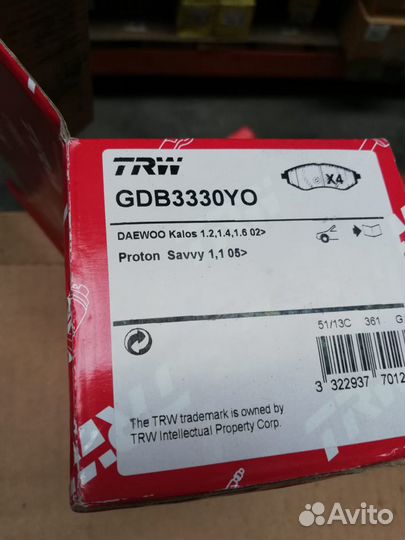 TRW
X4
GDB3330YO
DAEWOO Kalos 1.2,1.4,1.6 02>
Proton Savvy 1,1 05>
51/13C 361 G
3 322937 7012
The TRW trademark is owned by
TRW Intellectual Property Corp.
Avito